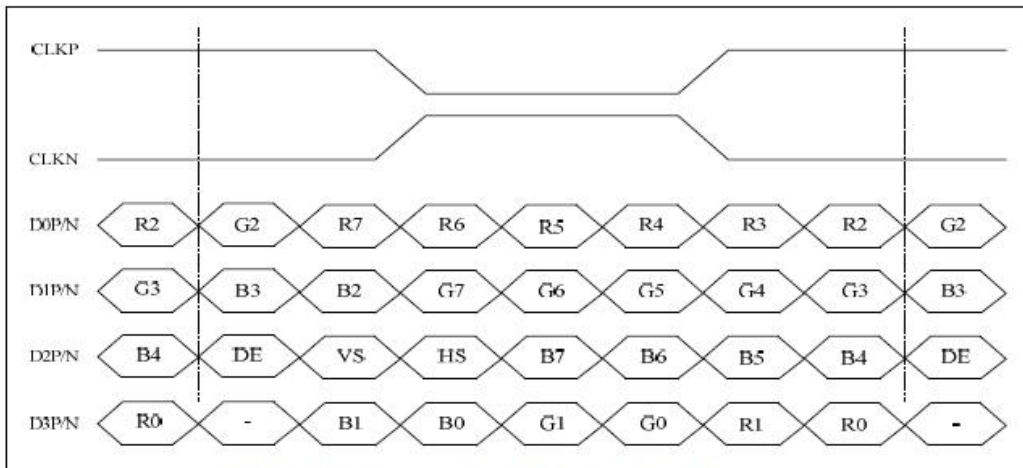 CLKP
CLKN
D0P/N R2 G2 R7 R6 R5 R4 R3 R2 G2
D1P/N G3 B3 B2 G7 G6 G5 G4 G3 B3
D2P/N B4 DE VS HS B7 B6 B5 B4 DE
D3P/N R0 - B1 B0 G1 G0 R1 R0 -